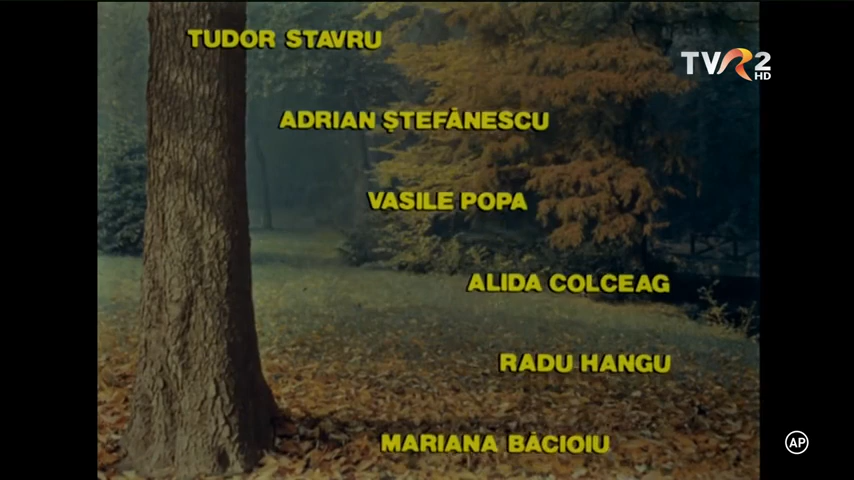 TUDOR STAVRU
TVR2 HD
ADRIAN ȘTEFĂNESCU
VASILE POPA
ALIDA COLCEAG
RADU HANGU
MARIANA BĂCIOIU
AP